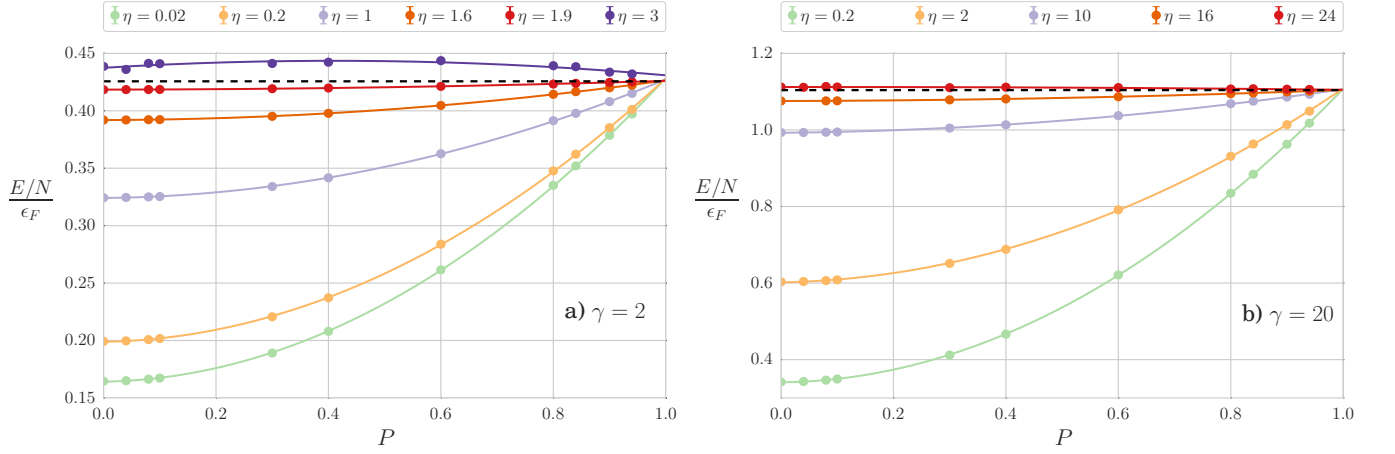 η = 0.02 η = 0.2 η = 1 η = 1.6 η = 1.9 η = 3
0.45
0.40
0.35
0.30
0.25
0.20
0.15
E/N
ϵ_F
a) γ = 2
0.0 0.2 0.4 0.6 0.8 1.0
P
η = 0.2 η = 2 η = 10 η = 16 η = 24
1.2
1.0
0.8
0.6
0.4
E/N
ϵ_F
b) γ = 20
0.0 0.2 0.4 0.6 0.8 1.0
P